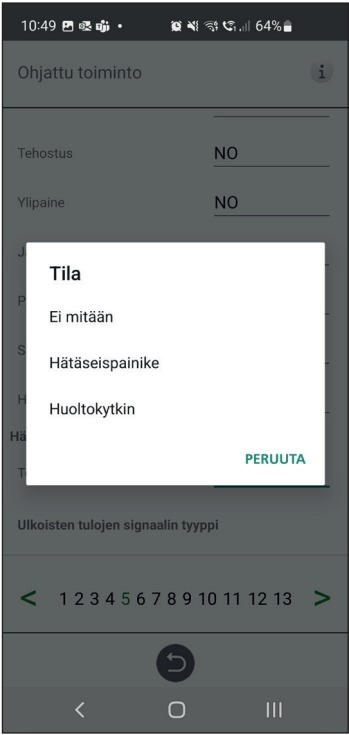 10:49 64%
Ohjattu toiminto i
Tehostus NO
Ylipaine NO
J
Tila
P
Ei mitään
S
Hätäseispainike
H
Huoltokytkin
Hä
PERUUTA
T
Ulkoisten tulojen signaalin tyyppi
< 1 2 3 4 5 6 7 8 9 10 11 12 13 >